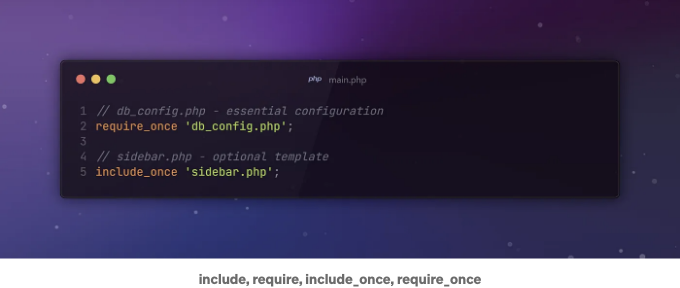 php main.php
1 // db_config.php - essential configuration
2 require_once 'db_config.php';
3
4 // sidebar.php - optional template
5 include_once 'sidebar.php';
include, require, include_once, require_once